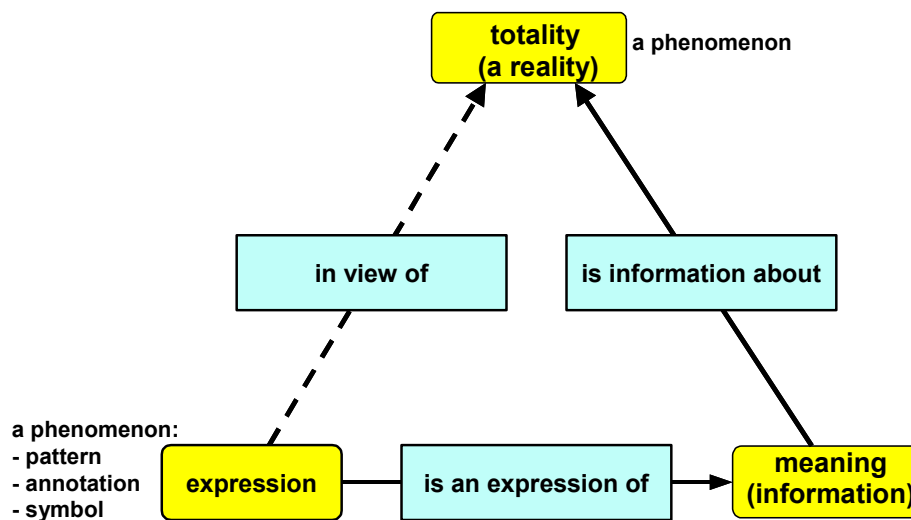 totality
(a reality)
a phenomenon
in view of
is information about
a phenomenon:
- pattern
- annotation
- symbol
expression
is an expression of
meaning
(information)